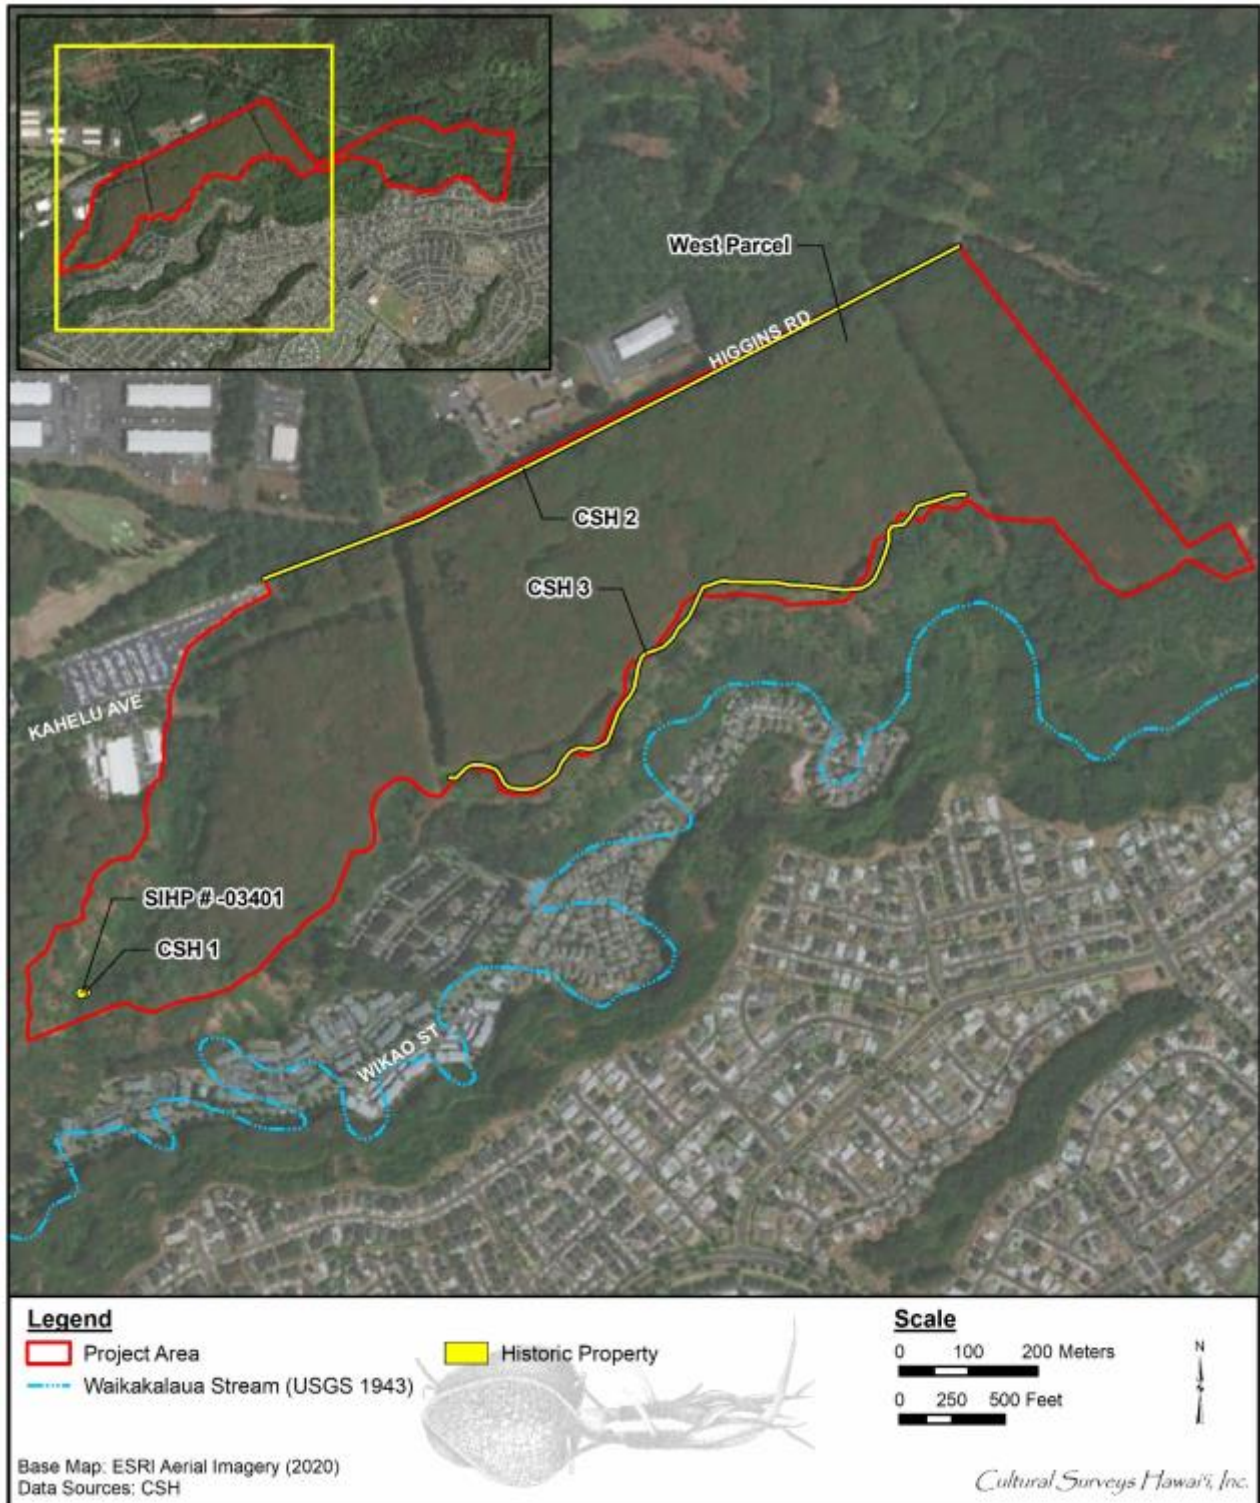 West Parcel
HIGGINS RD
CSH 2
CSH 3
KAHELU AVE
SIHP # -03401
CSH 1
WIKAO ST
Legend
Project Area
Historic Property
Waikakalaua Stream (USGS 1943)
Scale
0 100 200 Meters
0 250 500 Feet
N
Base Map: ESRI Aerial Imagery (2020)
Data Sources: CSH
Cultural Surveys Hawai‘i, Inc.